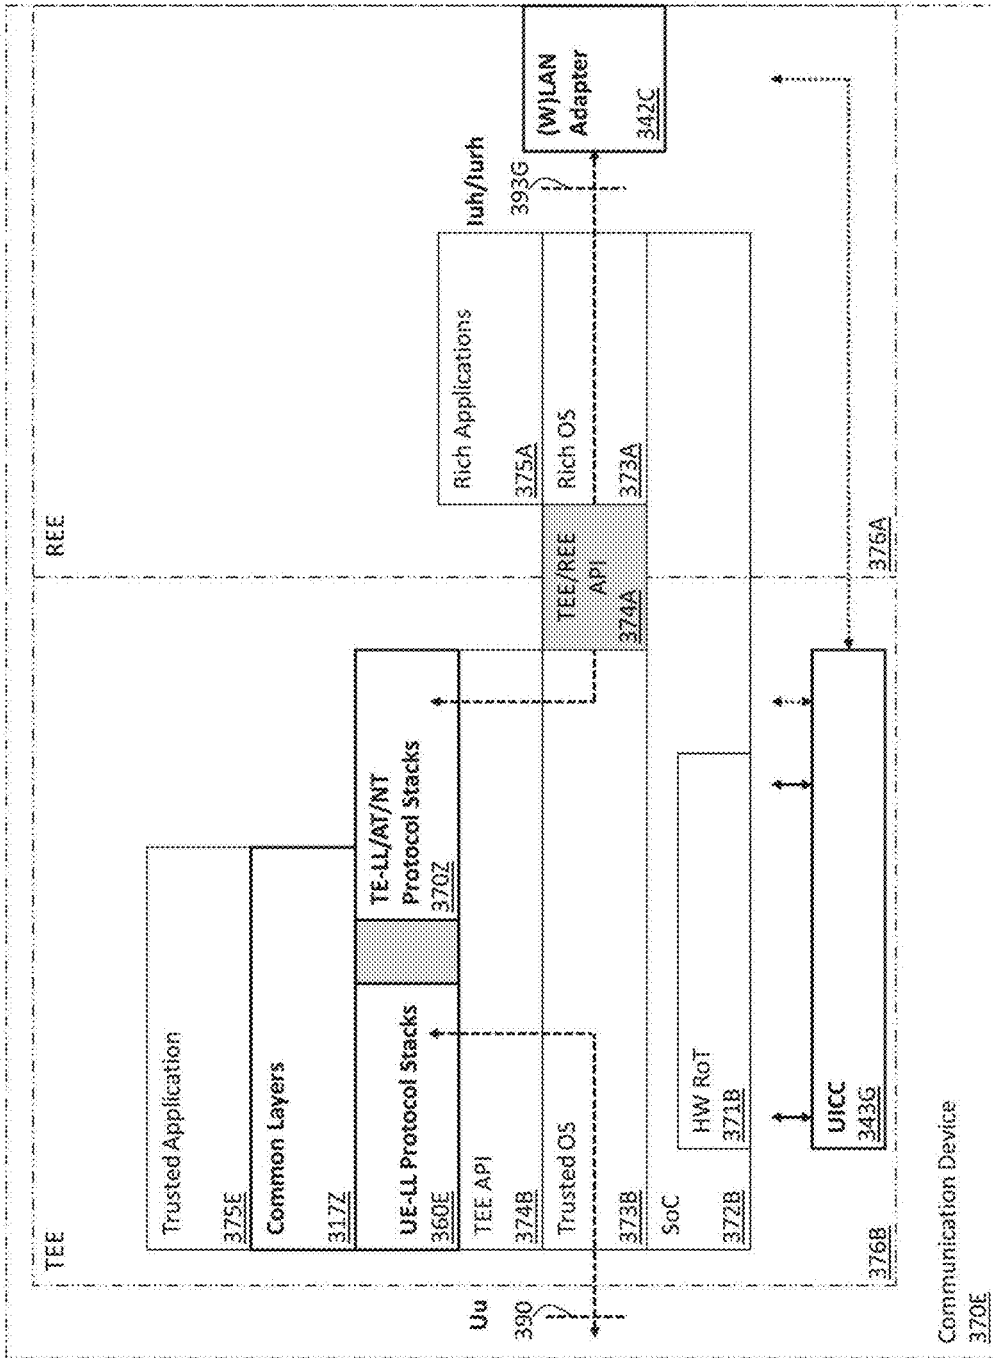 TEE
REE
Trusted Application
375E
Common Layers
317Z
UE-LL Protocol Stacks
360E
TE-LL/AT/NT
Protocol Stacks
370Z
TEE API
374B
Trusted OS
373B
SoC
372B
HW RoT
371B
UICC
343G
376B
TEE/REE
API
374A
Rich Applications
375A
Rich OS
373A
376A
Iuh/Iurh
393G
(W)LAN
Adapter
342C
Uu
390
Communication Device
370E